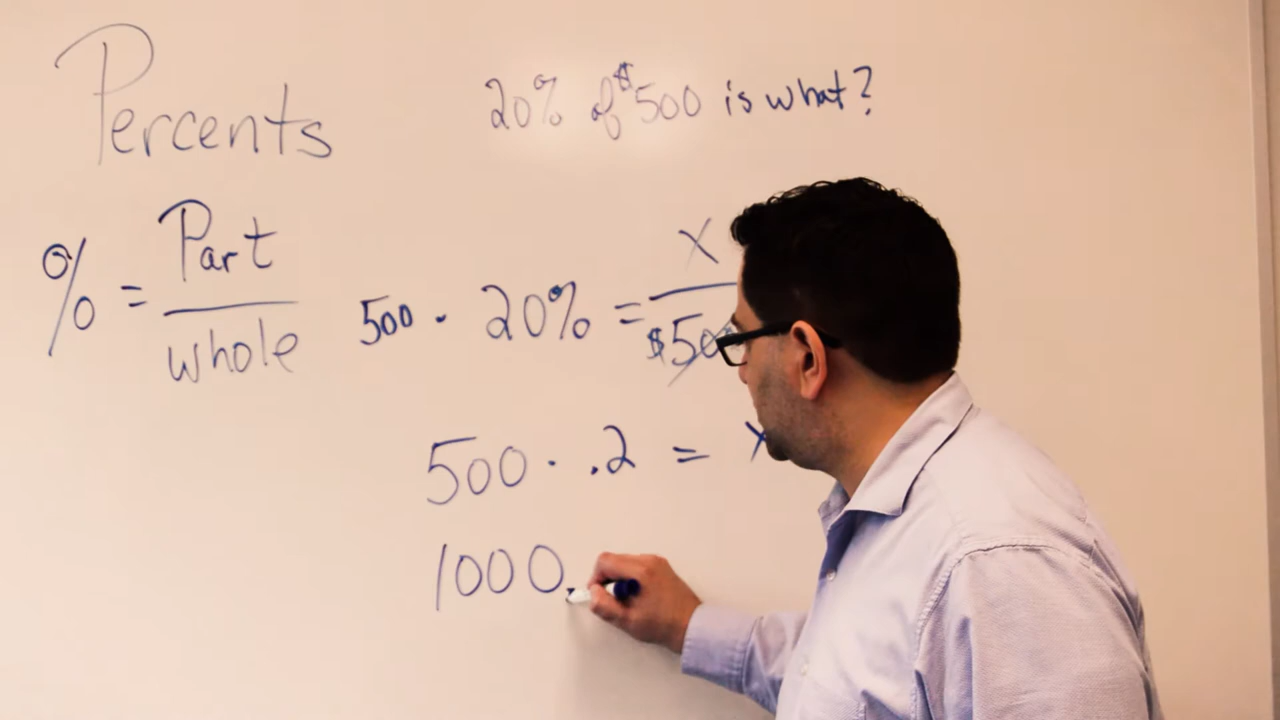 Percents
20% of $500 is what?
% = Part / whole
500 · 20% = X / $500
500 · .2 = X
1000.